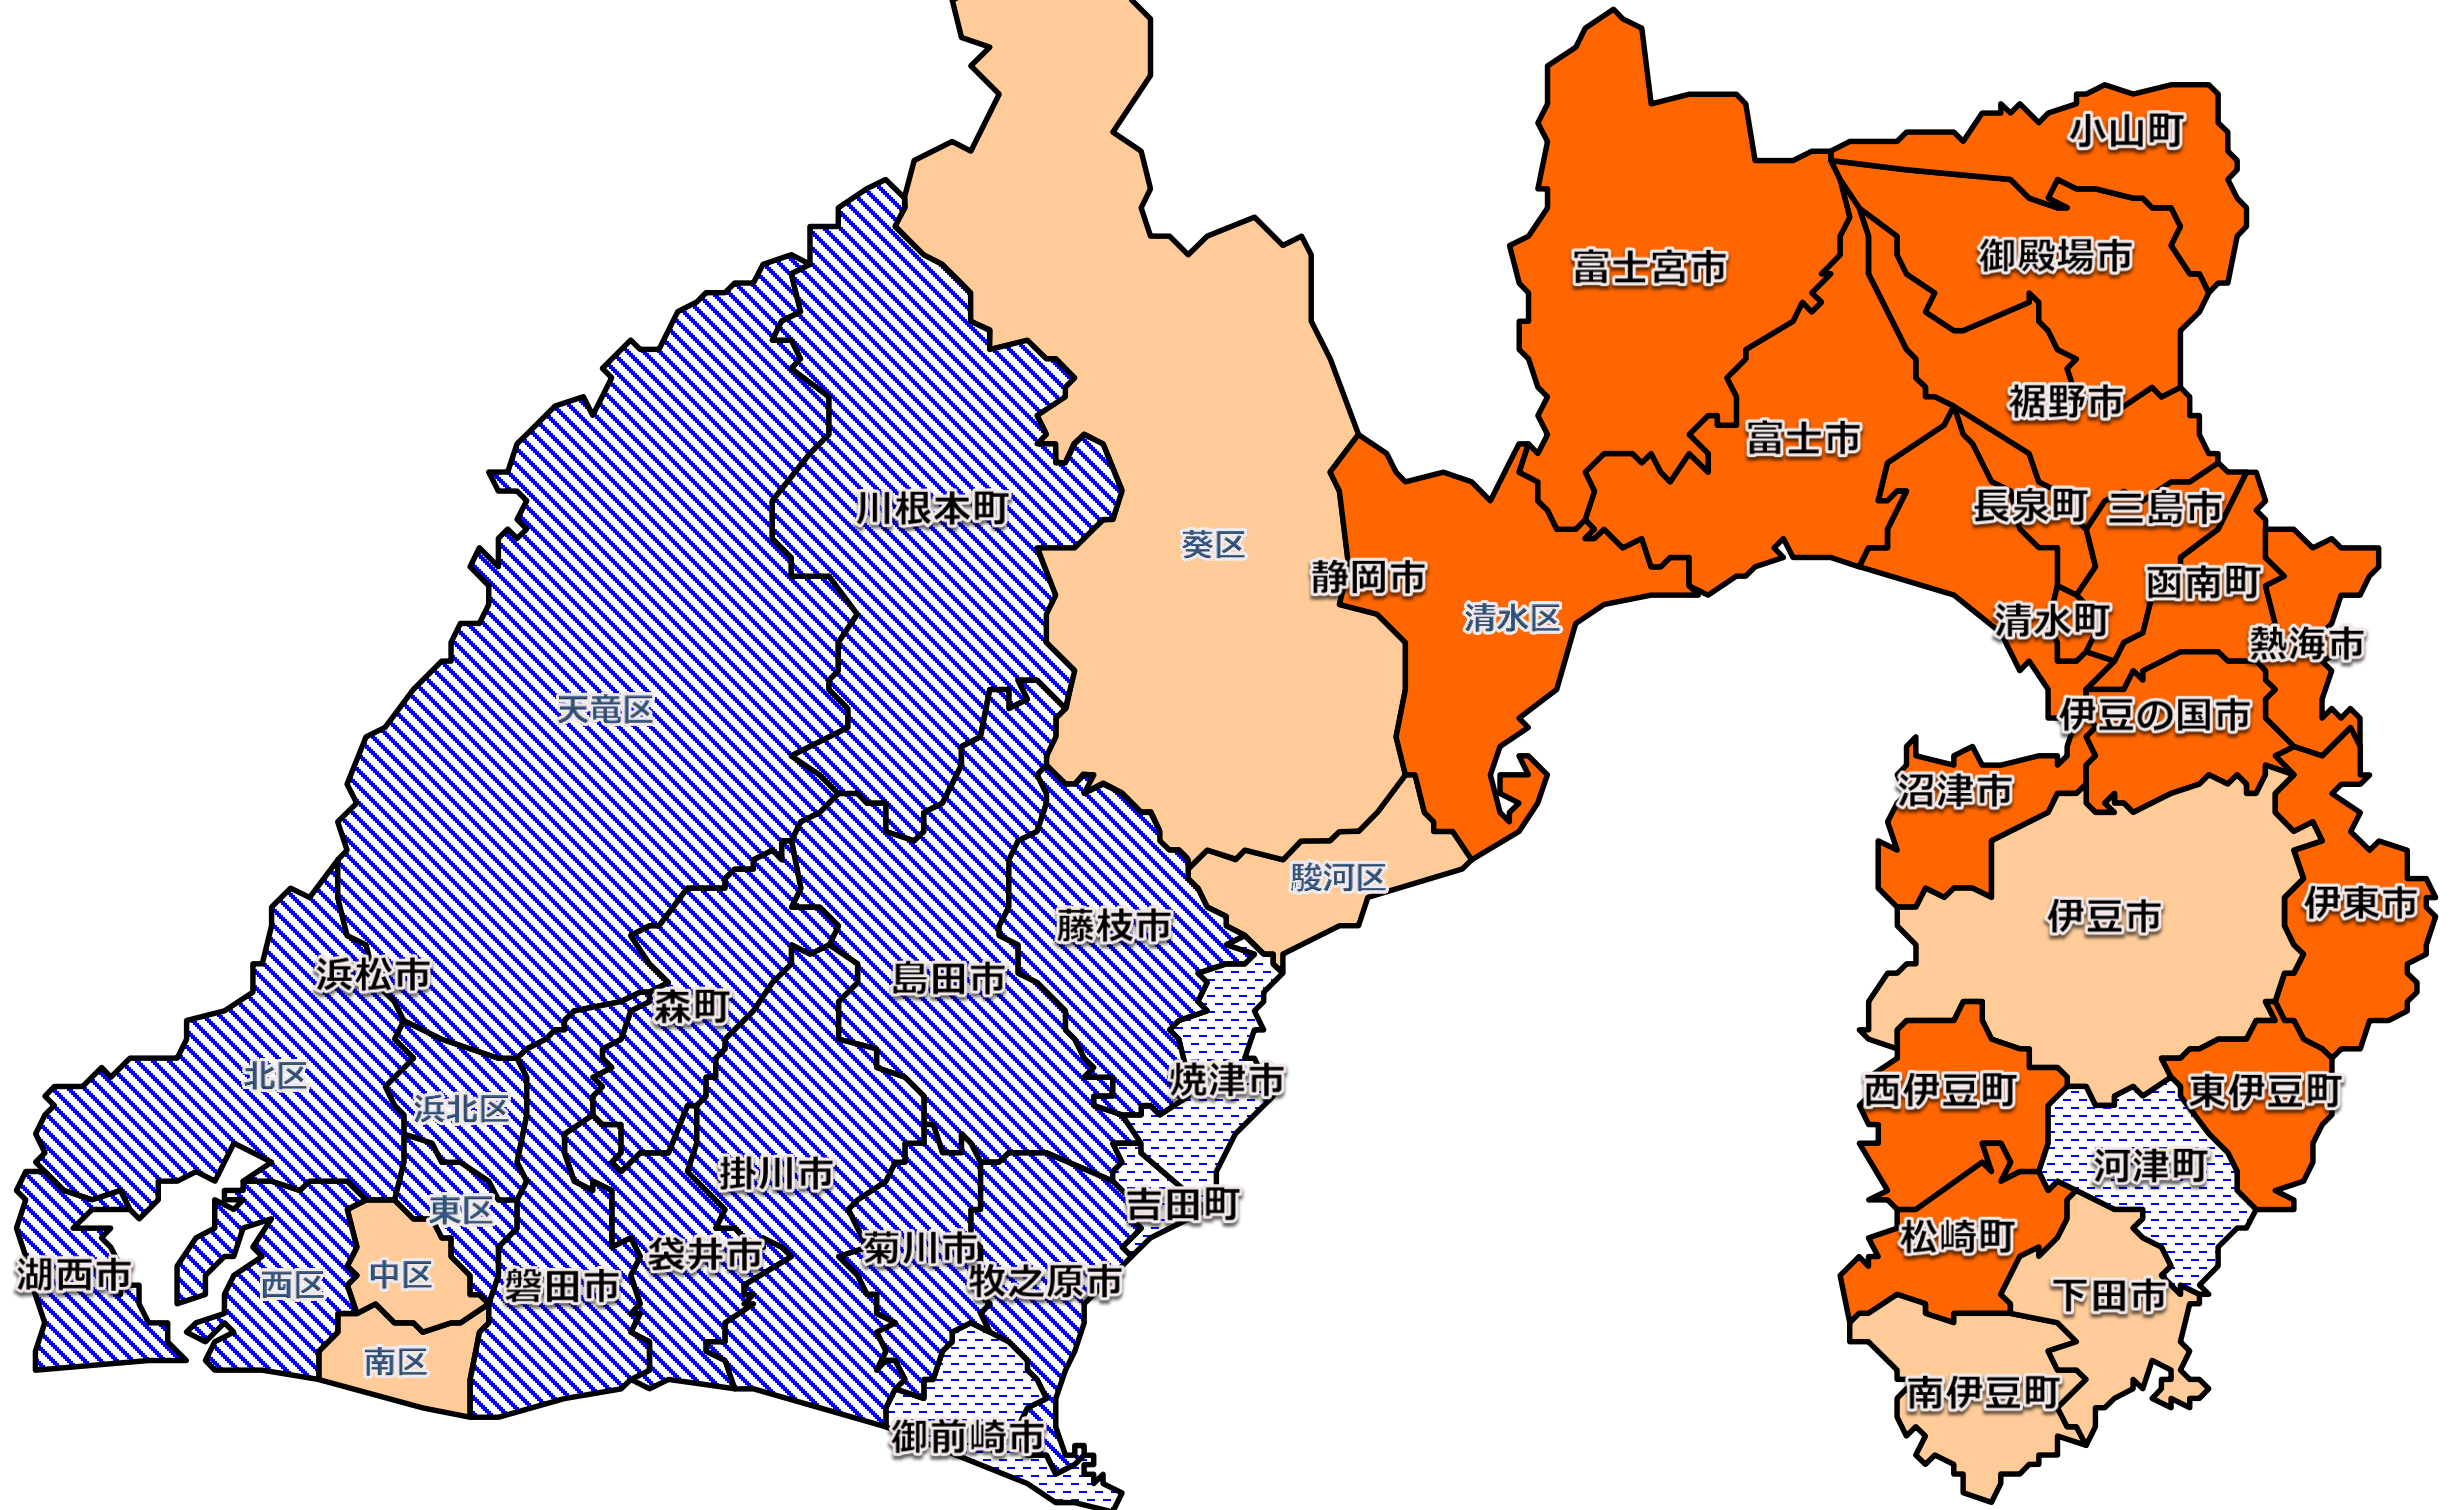 小山町
御殿場市
富士宮市
裾野市
富士市
長泉町
三島市
川根本町
葵区
静岡市
函南町
清水区
清水町
熱海市
天竜区
伊豆の国市
沼津市
駿河区
伊豆市
伊東市
藤枝市
浜松市
島田市
森町
北区
焼津市
西伊豆町
東伊豆町
浜北区
掛川市
河津町
東区
吉田町
松崎町
湖西市
西区
中区
磐田市
袋井市
菊川市
牧之原市
下田市
南区
南伊豆町
御前崎市